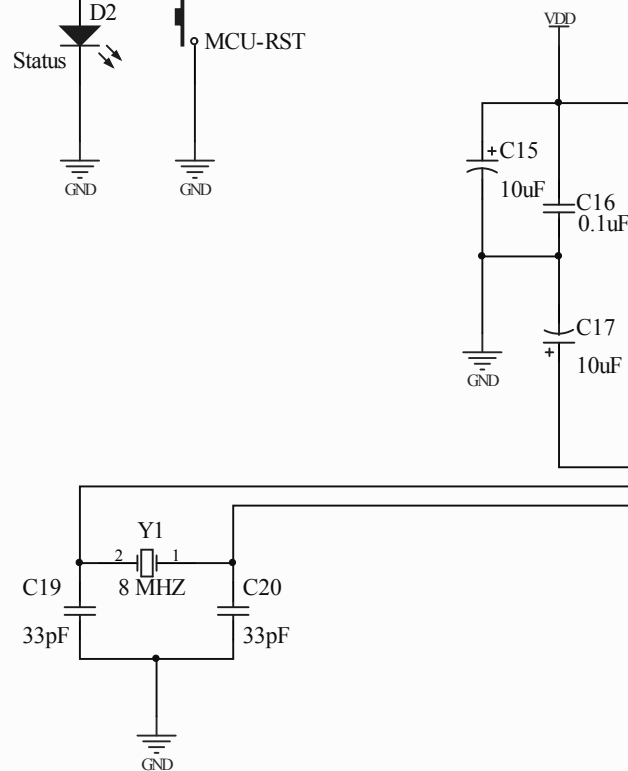 D2
VDD
MCU-RST
Status
+
C15
10uF
GND
GND
C16
0.1uF
C17
+
10uF
GND
Y1
2
1
C19
8 MHZ
C20
33pF
33pF
GND